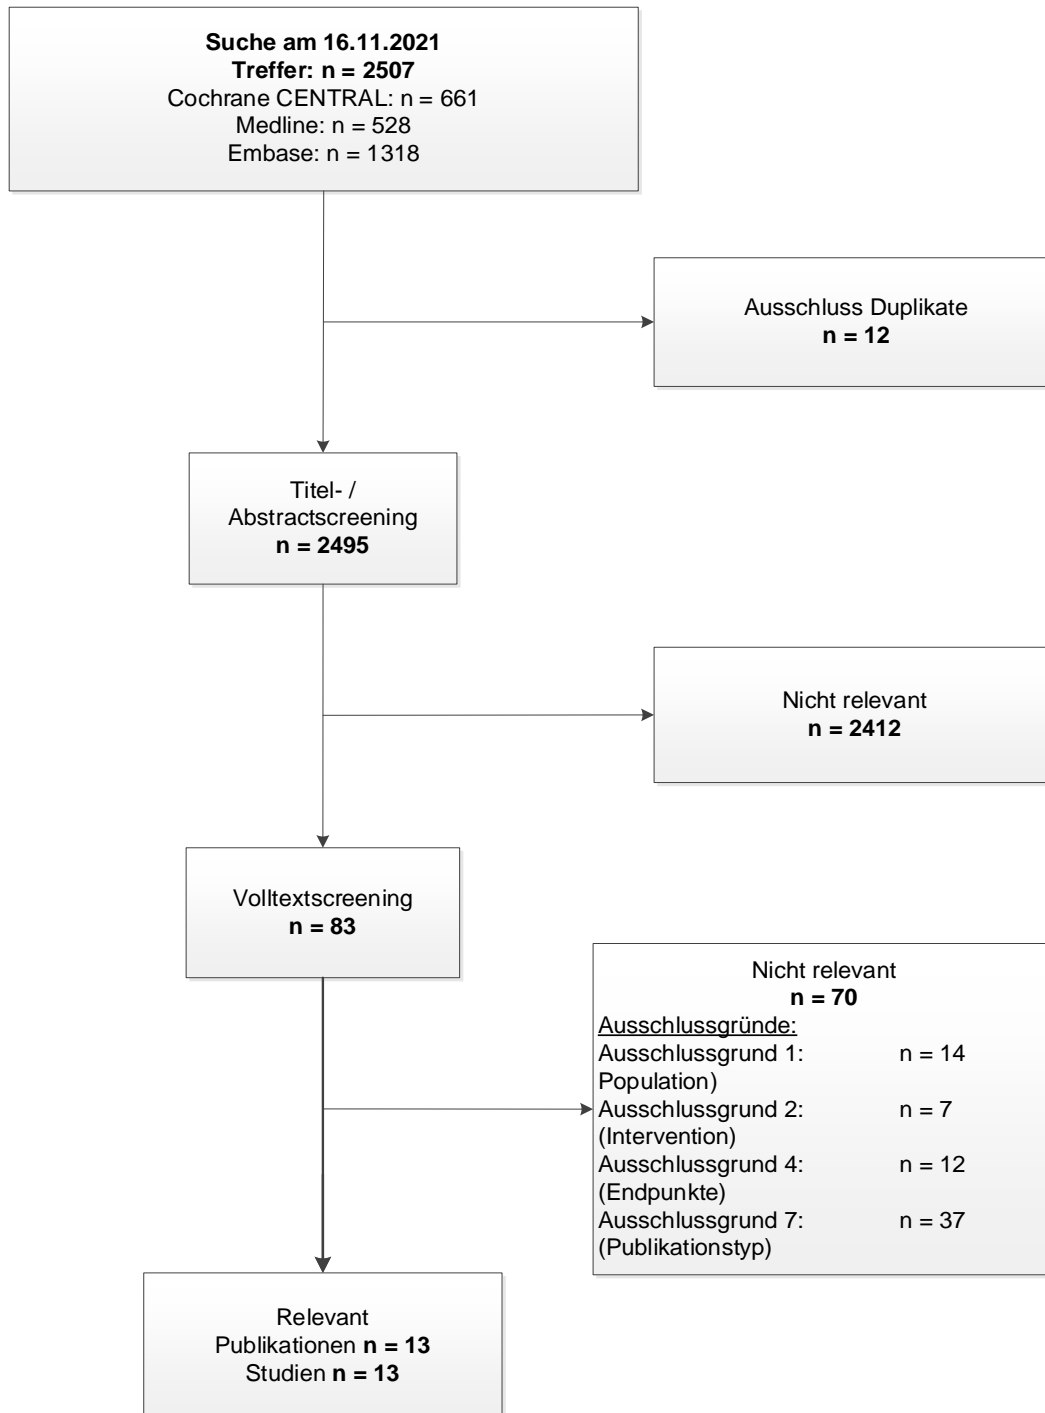 Suche am 16.11.2021
Treffer: n = 2507
Cochrane CENTRAL: n = 661
Medline: n = 528
Embase: n = 1318
Ausschluss Duplikate
n = 12
Titel- /
Abstractscreening
n = 2495
Nicht relevant
n = 2412
Volltextscreening
n = 83
Nicht relevant
n = 70
Ausschlussgründe:
Ausschlussgrund 1: n = 14
Population)
Ausschlussgrund 2: n = 7
(Intervention)
Ausschlussgrund 4: n = 12
(Endpunkte)
Ausschlussgrund 7: n = 37
(Publikationstyp)
Relevant
Publikationen n = 13
Studien n = 13